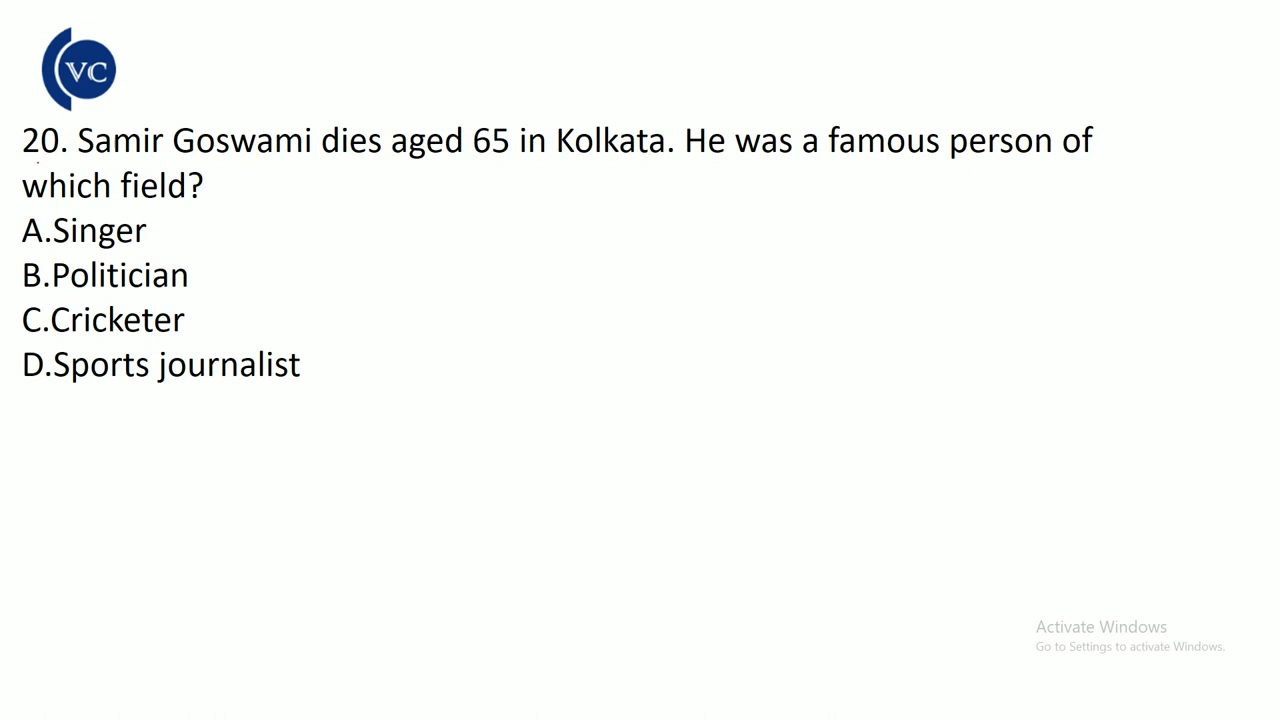 VC
20. Samir Goswami dies aged 65 in Kolkata. He was a famous person of
which field?
A.Singer
B.Politician
C.Cricketer
D.Sports journalist
Activate Windows
Go to Settings to activate Windows.